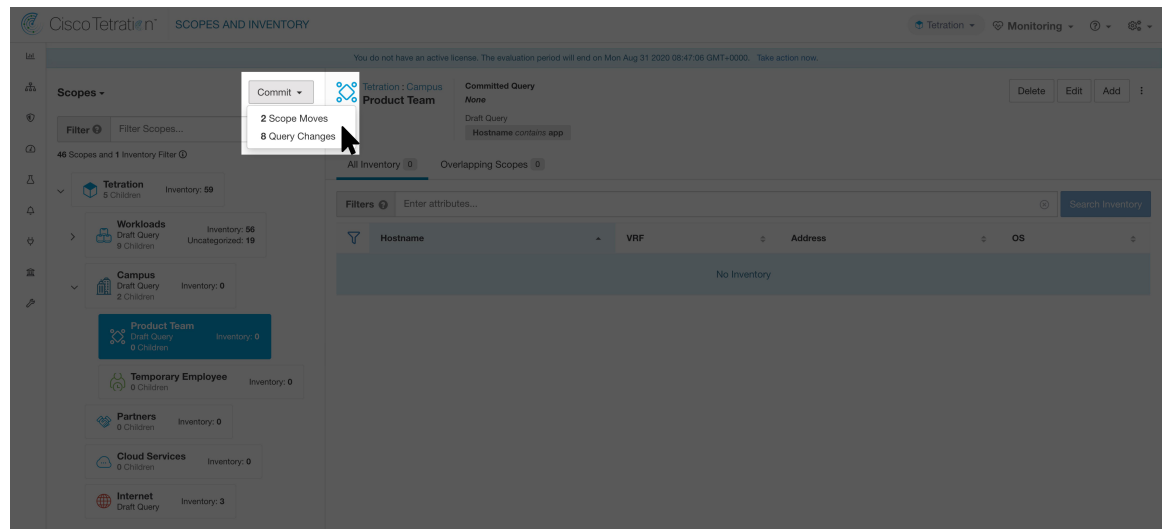 Cisco Tetration™ SCOPES AND INVENTORY
Tetration
Monitoring
You do not have an active license. The evaluation period will end on Mon Aug 31 2020 08:47:06 GMT+0000. Take action now.
Scopes
Commit
2 Scope Moves
8 Query Changes
Filter Filter Scopes...
46 Scopes and 1 Inventory Filter
Tetration
5 Children
Inventory: 59
Workloads
Draft Query
9 Children
Inventory: 56
Uncategorized: 19
Campus
Draft Query
2 Children
Inventory: 0
Product Team
Draft Query
0 Children
Inventory: 0
Temporary Employee
0 Children
Inventory: 0
Partners
0 Children
Inventory: 0
Cloud Services
0 Children
Inventory: 0
Internet
Draft Query
Inventory: 3
Tetration : Campus
Product Team
Committed Query
None
Draft Query
Hostname contains app
Delete Edit Add
All Inventory 0 Overlapping Scopes 0
Filters Enter attributes... Search Inventory
Hostname VRF Address OS
No Inventory